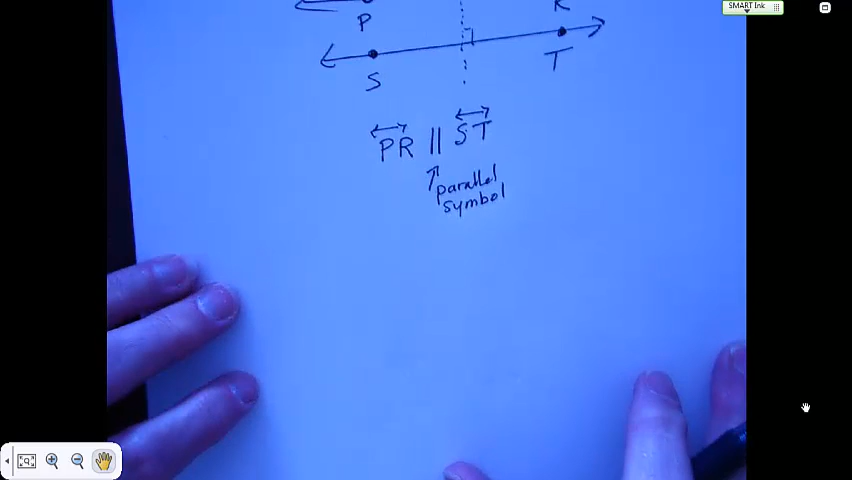 SMART Ink
P
R
T
S
PR || ST
parallel
symbol